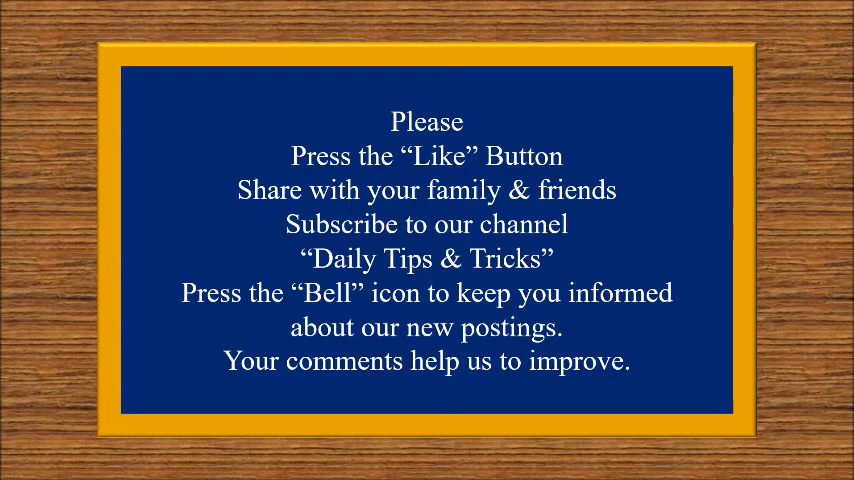 Please
Press the “Like” Button
Share with your family & friends
Subscribe to our channel
“Daily Tips & Tricks”
Press the “Bell” icon to keep you informed
about our new postings.
Your comments help us to improve.